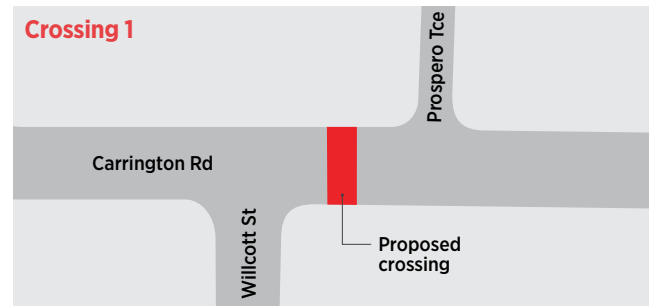 Crossing 1
Prospero Tce
Carrington Rd
Willcott St
Proposed
crossing